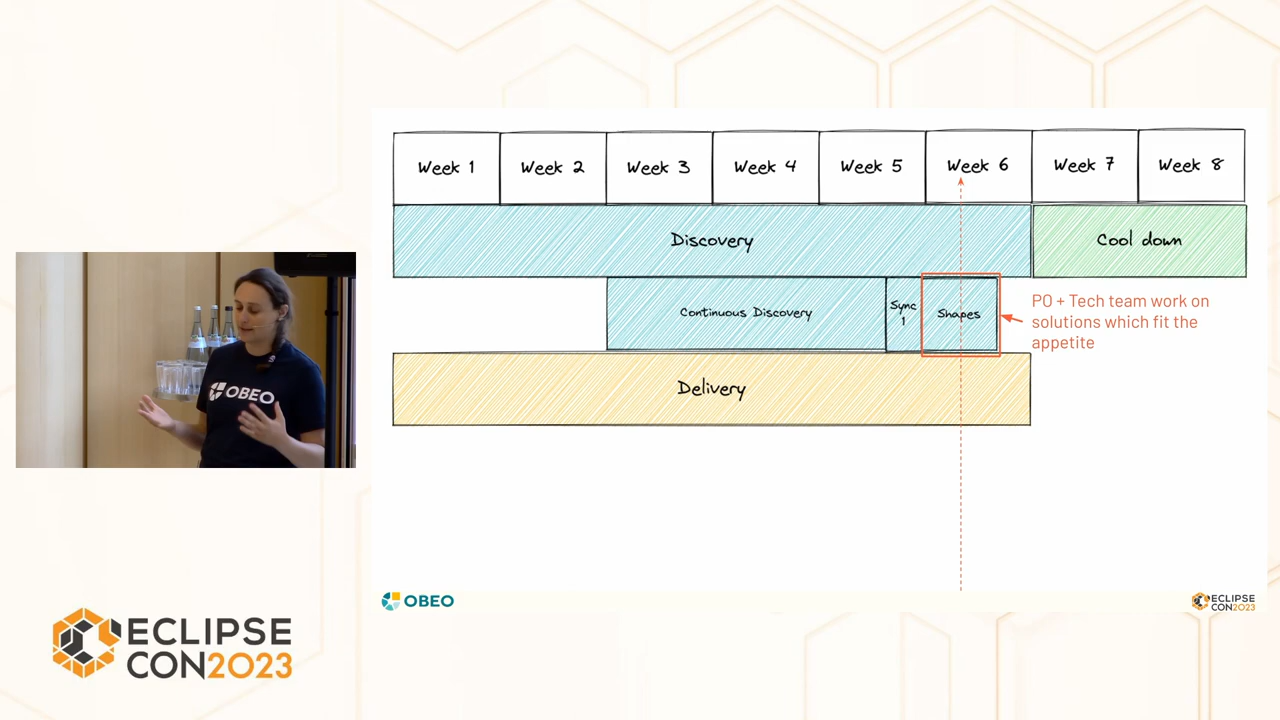 Week 1
Week 2
Week 3
Week 4
Week 5
Week 6
Week 7
Week 8
Discovery
Cool down
Continuous Discovery
Sync
1
Shapes
PO + Tech team work on
solutions which fit the
appetite
Delivery
OBEO
OBEO
ECLIPSE
CON2023
ECLIPSE
CON2023